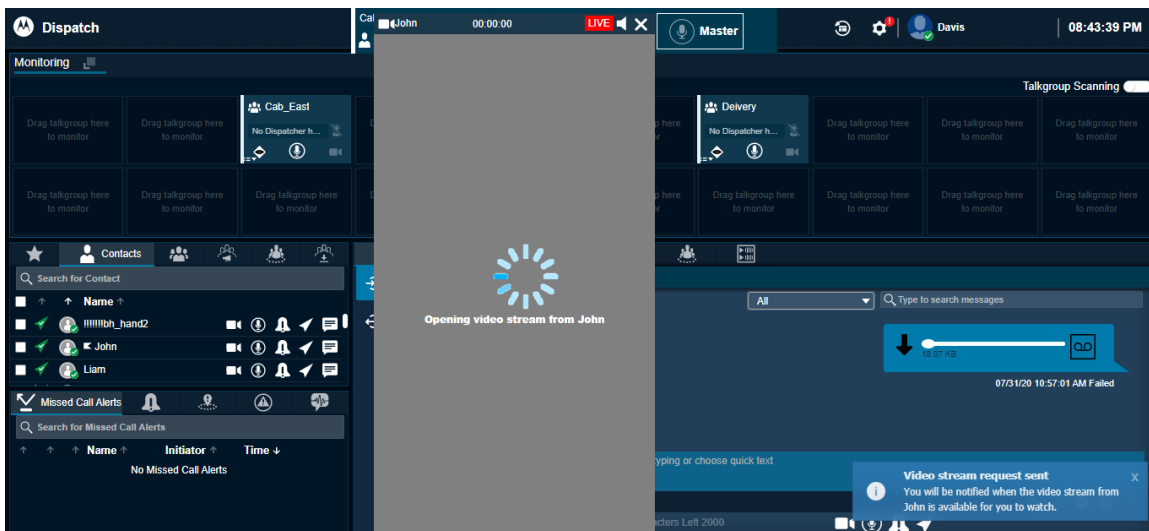 Dispatch
Cal
John
00:00:00
LIVE
Master
Davis
08:43:39 PM
Monitoring
Talkgroup Scanning
Drag talkgroup here
to monitor
Drag talkgroup here
to monitor
Cab_East
No Dispatcher h...
Deivery
No Dispatcher h...
Drag talkgroup here
to monitor
Drag talkgroup here
to monitor
Drag talkgroup here
to monitor
Drag talkgroup here
to monitor
Drag talkgroup here
to monitor
Drag talkgroup here
to monitor
Drag talkgroup here
to monitor
Drag talkgroup here
to monitor
Drag talkgroup here
to monitor
Drag talkgroup here
to monitor
Contacts
Search for Contact
Name
!!!!!!!bh_hand2
John
Liam
Opening video stream from John
All
Type to search messages
18.07 KB
07/31/20 10:57:01 AM Failed
Missed Call Alerts
Search for Missed Call Alerts
Name
Initiator
Time
No Missed Call Alerts
typing or choose quick text
Video stream request sent
X
You will be notified when the video stream from
John is available for you to watch.
acters Left 2000